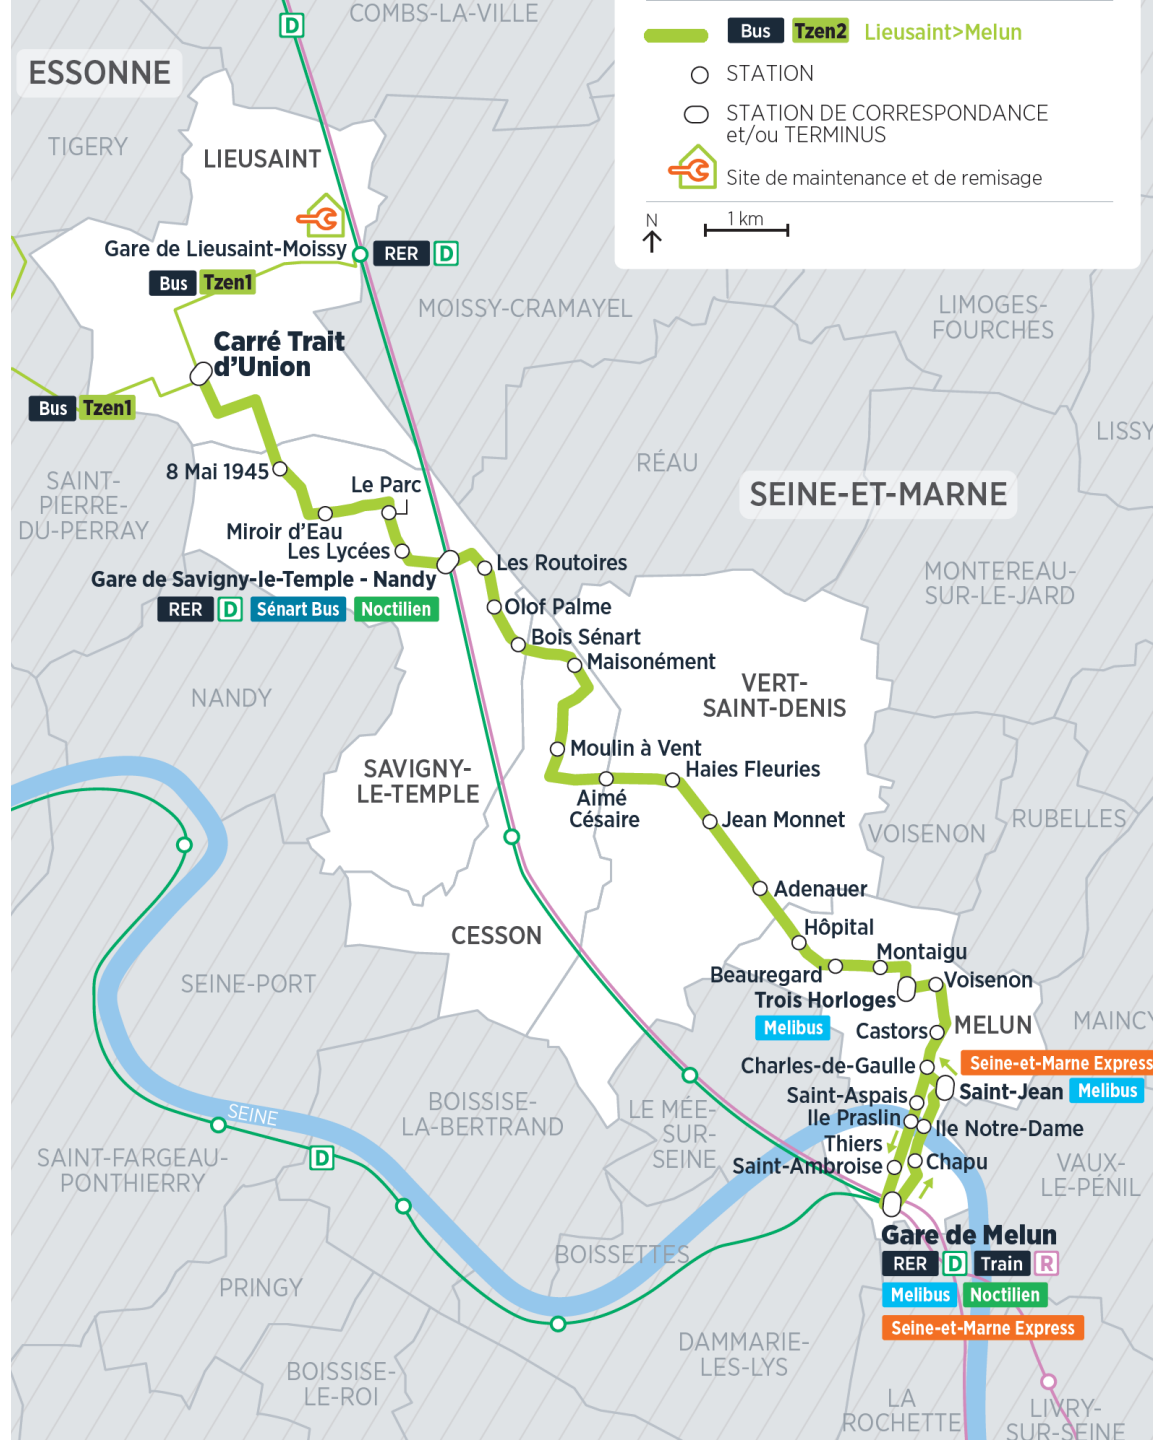 COMBS-LA-VILLE
D
Bus Tzen2 Lieusaint>Melun
STATION
STATION DE CORRESPONDANCE
et/ou TERMINUS
Site de maintenance et de remisage
N
1 km
ESSONNE
TIGERY
LIEUSAINT
Gare de Lieusaint-Moissy
RER D
Bus Tzen1
MOISSY-CRAMAYEL
LIMOGES-
FOURCHES
Carré Trait
d'Union
Bus Tzen1
LISSY
RÉAU
SEINE-ET-MARNE
SAINT-
PIERRE-
DU-PERRAY
8 Mai 1945
Le Parc
Miroir d'Eau
Les Lycées
Gare de Savigny-le-Temple - Nandy
RER D Sénart Bus Noctilien
Les Routoires
Olof Palme
Bois Sénart
Maisonément
MONTEREAU-
SUR-LE-JARD
NANDY
VERT-
SAINT-DENIS
Moulin à Vent
Haies Fleuries
SAVIGNY-
LE-TEMPLE
Aimé
Césaire
Jean Monnet
VOISENON
RUBELLES
Adenauer
CESSON
Hôpital
Montaigu
Beauregard
Voisenon
Trois Horloges
Melibus
SEINE-PORT
Castors
MELUN
MAINCY
Charles-de-Gaulle
Seine-et-Marne Express
Saint-Jean Melibus
Saint-Aspais
Ile Praslin
Ile Notre-Dame
Thiers
Saint-Ambroise
Chapu
SEINE
BOISSISE-
LA-BERTRAND
LE MÉE-
SUR-
SEINE
VAUX-
LE-PÉNIL
SAINT-FARGEAU-
PONTHIERRY
D
Gare de Melun
RER D Train R
Melibus Noctilien
Seine-et-Marne Express
BOISSETTES
PRINGY
DAMMARIE-
LES-LYS
BOISSISE-
LE-ROI
LA
ROCHETTE
LIVRY-
SUR-SEINE